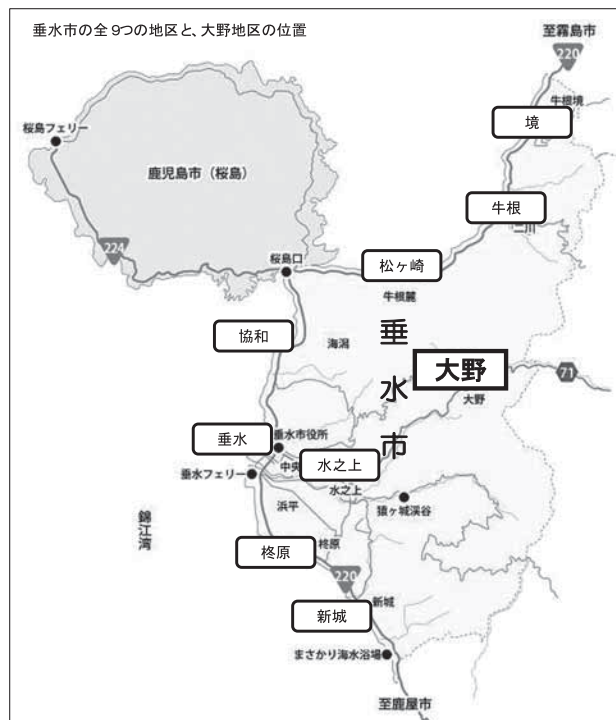 垂水市の全9つの地区と、大野地区の位置
至霧島市
220
牛根境
境
桜島フェリー
鹿児島市（桜島）
牛根
二川
224
桜島口
松ヶ崎
牛根麓
協和
海潟
垂水市
大野
71
大野
垂水
垂水市役所
中央
水之上
垂水フェリー
水之上
猿ヶ城渓谷
浜平
錦江湾
柊原
柊原
220
新城
新城
まさかり海水浴場
至鹿屋市